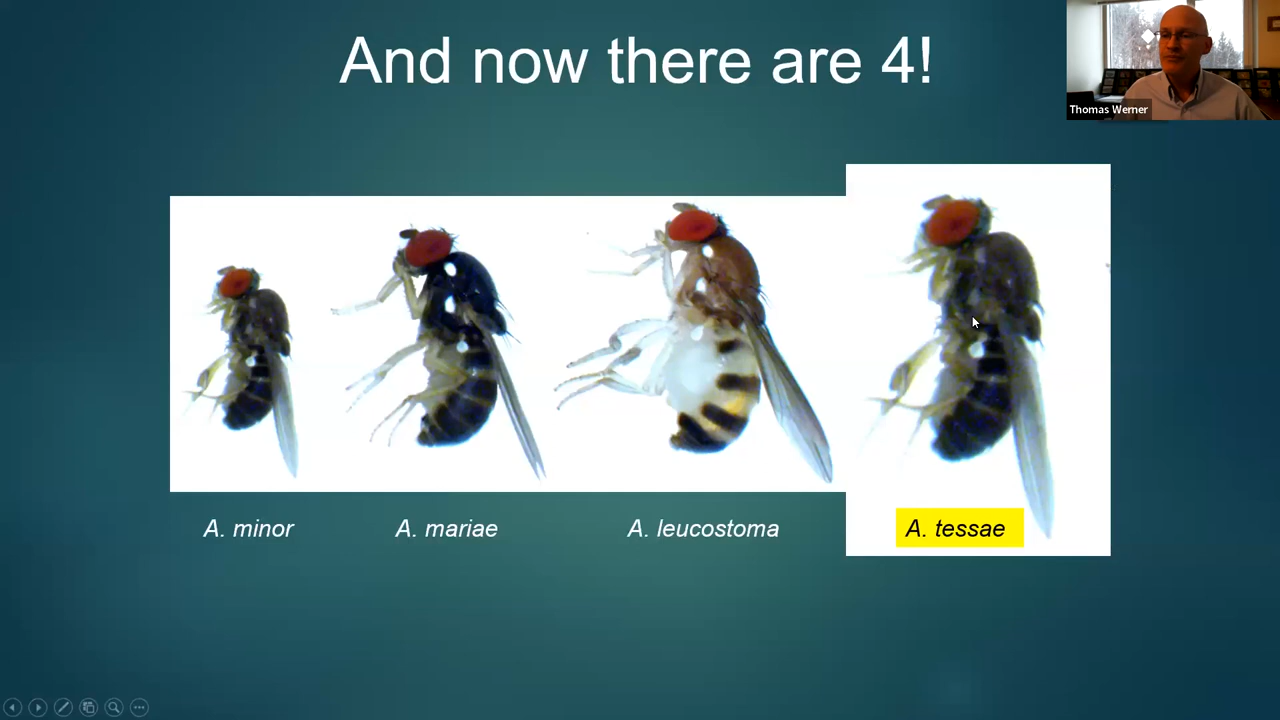 And now there are 4!
Thomas Werner
A. minor
A. mariae
A. leucostoma
A. tessae